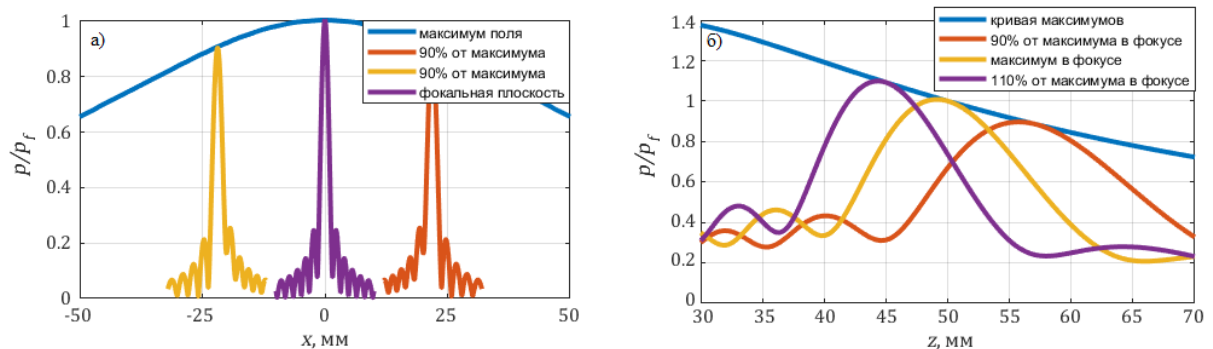 а)
максимум поля
90% от максимума
90% от максимума
фокальная плоскость
p/p_f
1
0.8
0.6
0.4
0.2
0
-50
-25
0
25
50
x, мм
б)
кривая максимумов
90% от максимума в фокусе
максимум в фокусе
110% от максимума в фокусе
p/p_f
1.4
1.2
1
0.8
0.6
0.4
0.2
0
30
35
40
45
50
55
60
65
70
z, мм